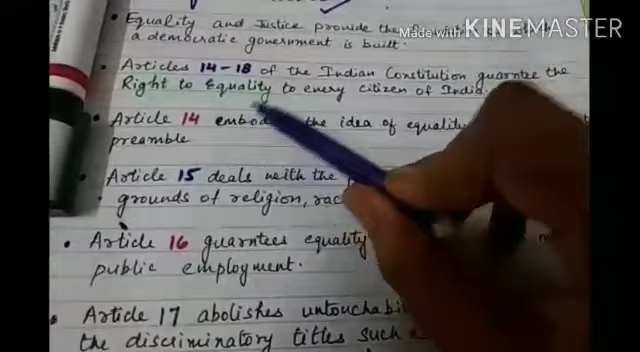 Equality and Justice provide the
Made with KINEMASTER
a democratic government is built.
Articles 14-18 of the Indian Constitution guarntee the
Right to Equality to every citizen of India
Article 14 embod the idea of equality
preamble
Article 15 deals with the
grounds of religion, rac
Article 16 guarntees equality
public employment.
Article 17 abolishes untouchabi
the discriminatory titles such